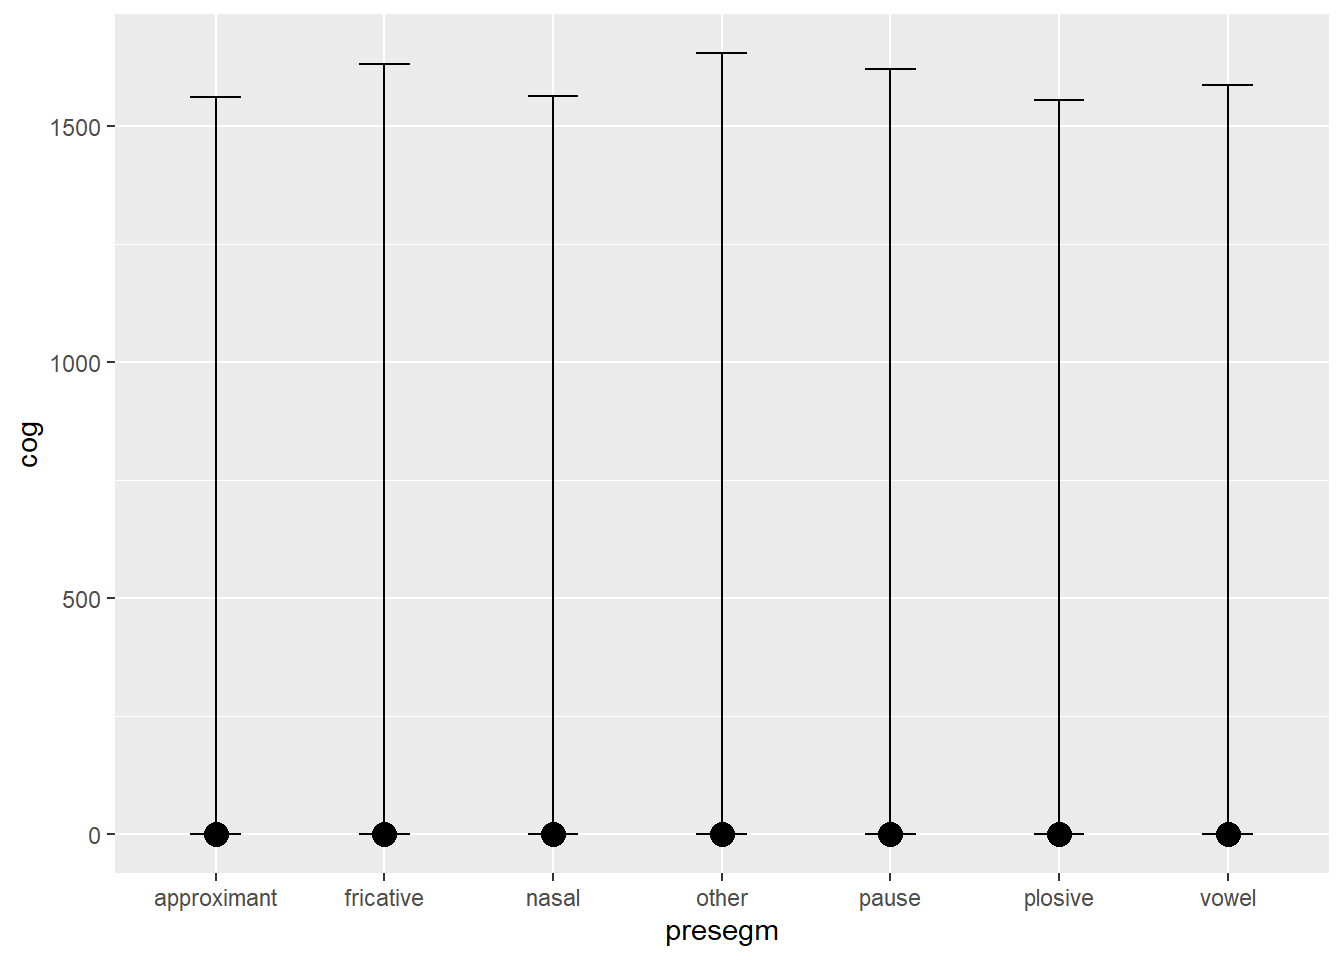 cog
1500
1000
500
0
approximant fricative nasal other pause plosive vowel
presegm